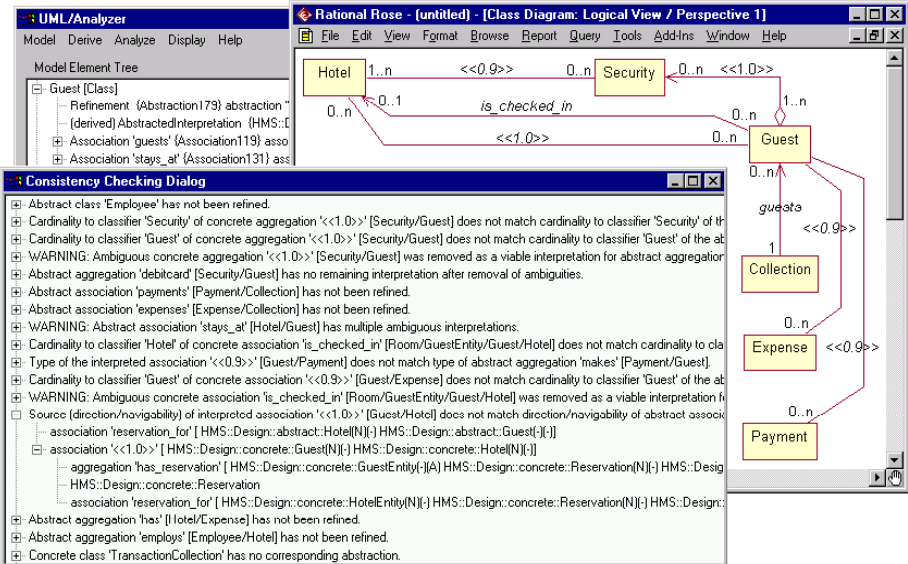 UML/Analyzer
Model Derive Analyze Display Help
Model Element Tree
Guest [Class]
Refinement {Abstraction179} abstraction "
(derived) AbstractedInterpretation {HMS::D
Association 'guests' {Association119} asso
Association 'stays_at' {Association131} ass
Rational Rose - (untitled) - [Class Diagram: Logical View / Perspective 1]
File Edit View Format Browse Report Query Tools Add-Ins Window Help
Hotel 1..n <<0.9>> 0..n Security 0..n <<1.0>>
0..1 is_checked_in 0..n 1..n
0..n <<1.0>> 0..n Guest
0..n
guests
<<0.9>>
1
Collection
0..n
Expense <<0.9>>
0..n
Payment
Consistency Checking Dialog
Abstract class 'Employee' has not been refined.
Cardinality to classifier 'Security' of concrete aggregation '<<1.0>>' [Security/Guest] does not match cardinality to classifier 'Security' of th
Cardinality to classifier 'Guest' of concrete aggregation '<<1.0>>' [Security/Guest] does not match cardinality to classifier 'Guest' of the ab
WARNING: Ambiguous concrete aggregation '<<1.0>>' [Security/Guest] was removed as a viable interpretation for abstract aggregation
Abstract aggregation 'debitcard' [Security/Guest] has no remaining interpretation after removal of ambiguities.
Abstract association 'payments' [Payment/Collection] has not been refined.
Abstract association 'expenses' [Expense/Collection] has not been refined.
WARNING: Abstract association 'stays_at' [Hotel/Guest] has multiple ambiguous interpretations.
Cardinality to classifier 'Hotel' of concrete association 'is_checked_in' [Room/GuestEntity/Guest/Hotel] does not match cardinality to cla
Type of the interpreted association '<<0.9>>' [Guest/Payment] does not match type of abstract aggregation 'makes' [Payment/Guest].
Cardinality to classifier 'Guest' of concrete association '<<0.9>>' [Guest/Expense] does not match cardinality to classifier 'Guest' of the ab
WARNING: Ambiguous concrete association 'is_checked_in' [Room/GuestEntity/Guest/Hotel] was removed as a viable interpretation f
Source (direction/navigability) of interpreted association '<<1.0>>' [Guest/Hotel] does not match direction/navigability of abstract associa
association 'reservation_for' [ HMS::Design::abstract::Hotel(N)(-) HMS::Design::abstract::Guest(-)(-)]
association '<<1.0>>' [ HMS::Design::concrete::Guest(N)(-) HMS::Design::concrete::Hotel(N)(-)]
aggregation 'has_reservation' [ HMS::Design::concrete::GuestEntity(-)(A) HMS::Design::concrete::Reservation(N)(-) HMS::Desig
HMS::Design::concrete::Reservation
association 'reservation_for' [ HMS::Design::concrete::HotelEntity(N)(-) HMS::Design::concrete::Reservation(N)(-) HMS::Design::
Abstract aggregation 'has' [Hotel/Expense] has not been refined.
Abstract aggregation 'employs' [Employee/Hotel] has not been refined.
Concrete class 'TransactionCollection' has no corresponding abstraction.